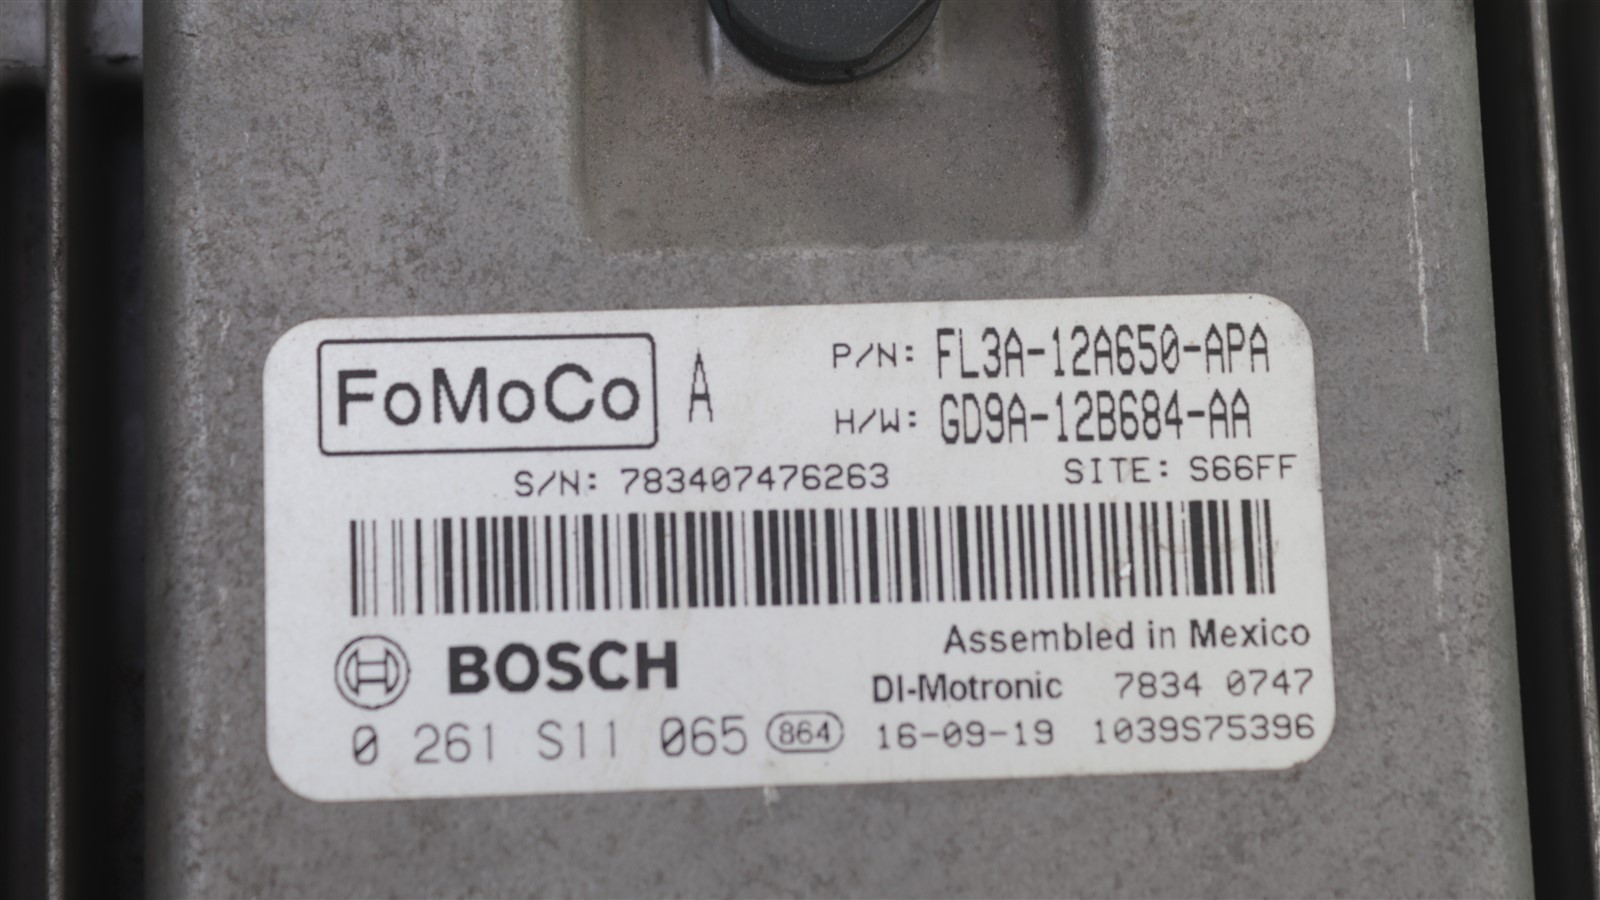 FoMoCo A P/N: FL3A-12A650-APA
H/W: GD9A-12B684-AA
S/N: 783407476263 SITE: S66FF
Assembled in Mexico
BOSCH DI-Motronic 7834 0747
0 261 S11 065 864 16-09-19 1039S75396